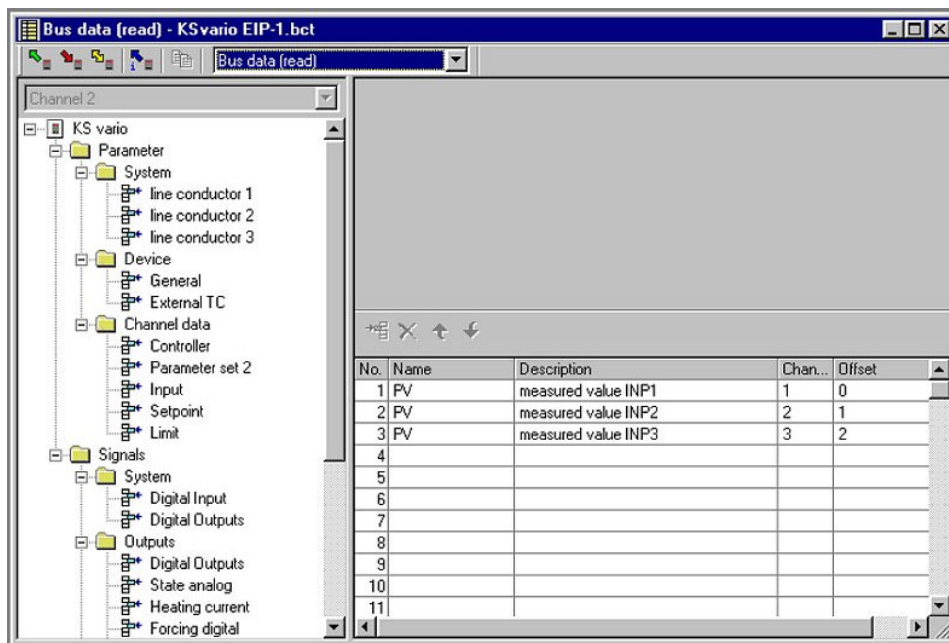 Bus data (read) - KSvario EIP-1.bct
Bus data (read)
Channel 2
KS vario
Parameter
System
line conductor 1
line conductor 2
line conductor 3
Device
General
External TC
Channel data
Controller
Parameter set 2
Input
Setpoint
Limit
Signals
System
Digital Input
Digital Outputs
Outputs
Digital Outputs
State analog
Heating current
Forcing digital
No. Name Description Chan... Offset
1 PV measured value INP1 1 0
2 PV measured value INP2 2 1
3 PV measured value INP3 3 2
4
5
6
7
8
9
10
11